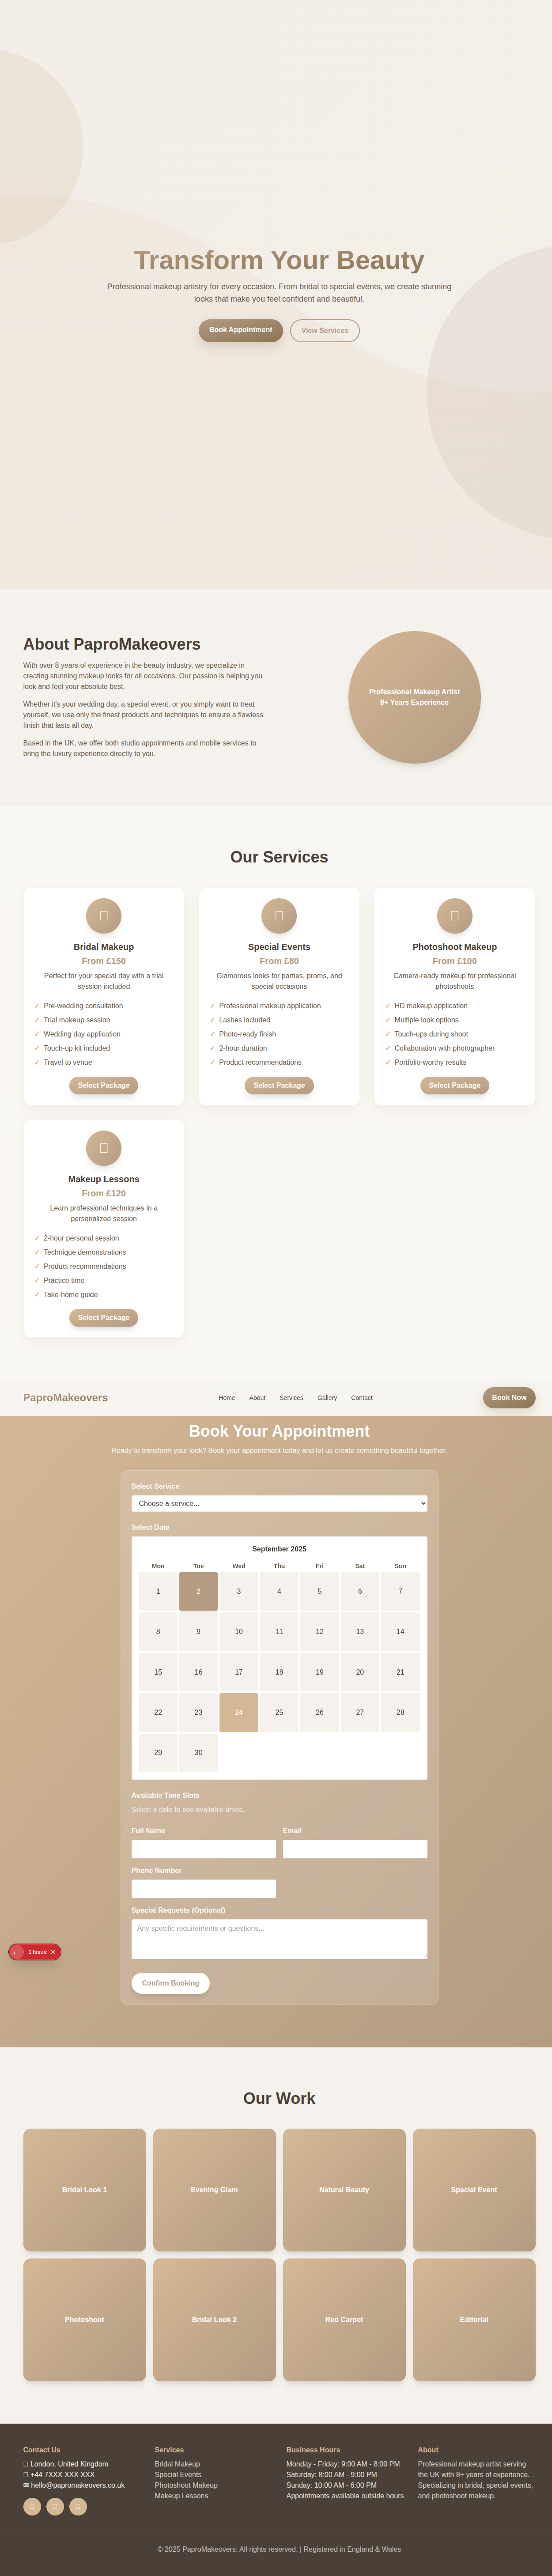 Transform Your Beauty
Professional makeup artistry for every occasion. From bridal to special events, we create stunning
looks that make you feel confident and beautiful.
Book Appointment
View Services
About PaproMakeovers
With over 8 years of experience in the beauty industry, we specialize in
creating stunning makeup looks for all occasions. Our passion is helping you
look and feel your absolute best.
Whether it's your wedding day, a special event, or you simply want to treat
yourself, we use only the finest products and techniques to ensure a flawless
finish that lasts all day.
Based in the UK, we offer both studio appointments and mobile services to
bring the luxury experience directly to you.
Professional Makeup Artist
8+ Years Experience
Our Services
Bridal Makeup
From £150
Perfect for your special day with a trial
session included
✓ Pre-wedding consultation
✓ Trial makeup session
✓ Wedding day application
✓ Touch-up kit included
✓ Travel to venue
Select Package
Special Events
From £80
Glamorous looks for parties, proms, and
special occasions
✓ Professional makeup application
✓ Lashes included
✓ Photo-ready finish
✓ 2-hour duration
✓ Product recommendations
Select Package
Photoshoot Makeup
From £100
Camera-ready makeup for professional
photoshoots
✓ HD makeup application
✓ Multiple look options
✓ Touch-ups during shoot
✓ Collaboration with photographer
✓ Portfolio-worthy results
Select Package
Makeup Lessons
From £120
Learn professional techniques in a
personalized session
✓ 2-hour personal session
✓ Technique demonstrations
✓ Product recommendations
✓ Practice time
✓ Take-home guide
Select Package
PaproMakeovers
Home About Services Gallery Contact
Book Now
Book Your Appointment
Ready to transform your look? Book your appointment today and let us create something beautiful together.
Select Service
Choose a service...
Select Date
September 2025
Mon Tue Wed Thu Fri Sat Sun
1 2 3 4 5 6 7
8 9 10 11 12 13 14
15 16 17 18 19 20 21
22 23 24 25 26 27 28
29 30
Available Time Slots
Select a date to see available times.
Full Name
Email
Phone Number
Special Requests (Optional)
Any specific requirements or questions...
1 Issue ×
Confirm Booking
Our Work
Bridal Look 1
Evening Glam
Natural Beauty
Special Event
Photoshoot
Bridal Look 2
Red Carpet
Editorial
Contact Us
London, United Kingdom
+44 7XXX XXX XXX
✉ hello@papromakeovers.co.uk
Services
Bridal Makeup
Special Events
Photoshoot Makeup
Makeup Lessons
Business Hours
Monday - Friday: 9:00 AM - 8:00 PM
Saturday: 8:00 AM - 9:00 PM
Sunday: 10:00 AM - 6:00 PM
Appointments available outside hours
About
Professional makeup artist serving
the UK with 8+ years of experience.
Specializing in bridal, special events,
and photoshoot makeup.
© 2025 PaproMakeovers. All rights reserved. | Registered in England & Wales